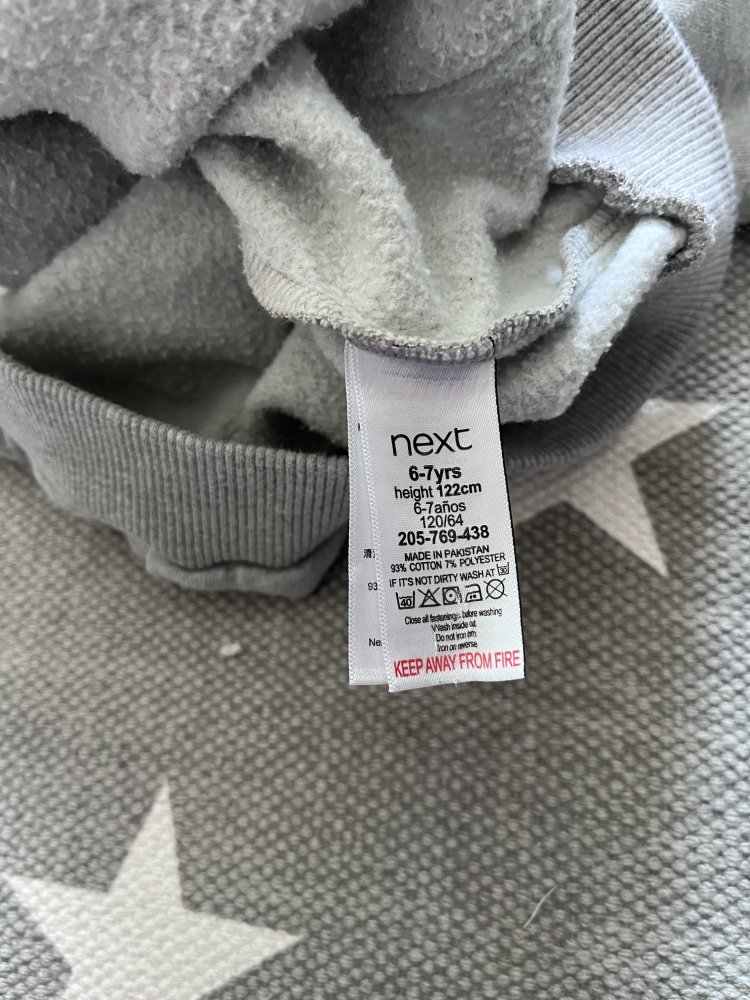 next
6-7yrs
height 122cm
6-7años
120/64
205-769-438
MADE IN PAKISTAN
93% COTTON 7% POLYESTER
IF IT'S NOT DIRTY WASH AT 30
40
Close all fastenings before washing
Wash inside out
Do not iron trim
Iron on reverse
KEEP AWAY FROM FIRE
93